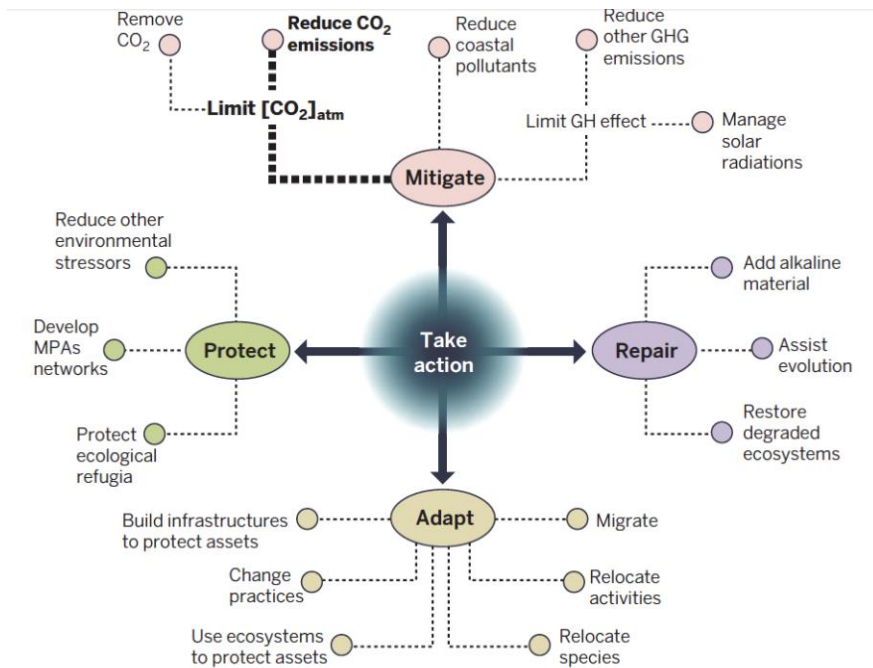 Remove
CO₂
Reduce CO₂
emissions
Reduce
coastal
pollutants
Reduce
other GHG
emissions
Limit [CO₂]atm
Limit GH effect
Manage
solar
radiations
Mitigate
Reduce other
environmental
stressors
Add alkaline
material
Develop
MPAs
networks
Protect
Take
action
Repair
Assist
evolution
Protect
ecological
refugia
Restore
degraded
ecosystems
Build infrastructures
to protect assets
Adapt
Migrate
Change
practices
Relocate
activities
Use ecosystems
to protect assets
Relocate
species